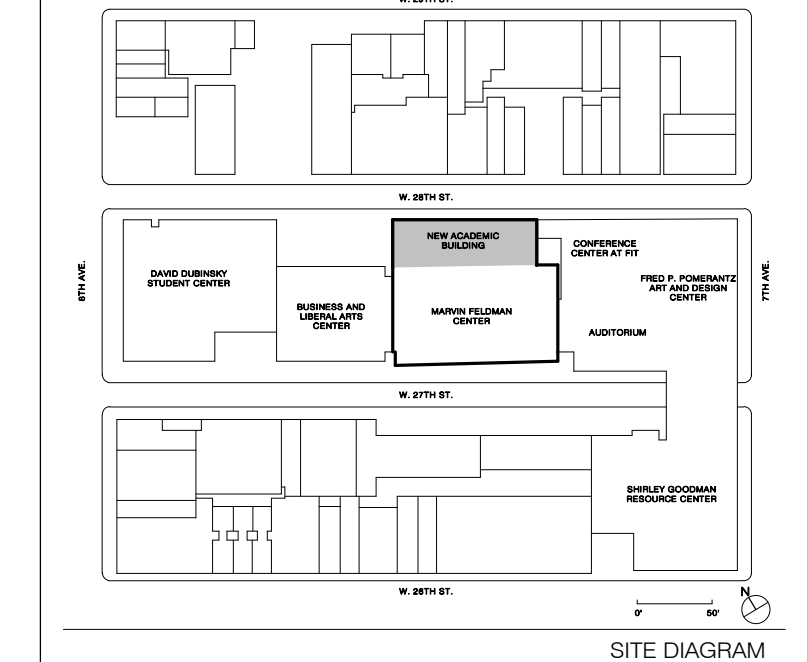 W. 29TH ST.
W. 28TH ST.
NEW ACADEMIC
BUILDING
CONFERENCE
CENTER AT FIT
8TH AVE.
DAVID DUBINSKY
STUDENT CENTER
FRED P. POMERANTZ
ART AND DESIGN
CENTER
7TH AVE.
BUSINESS AND
LIBERAL ARTS
CENTER
MARVIN FELDMAN
CENTER
AUDITORIUM
W. 27TH ST.
SHIRLEY GOODMAN
RESOURCE CENTER
W. 26TH ST.
N
0'
50'
SITE DIAGRAM